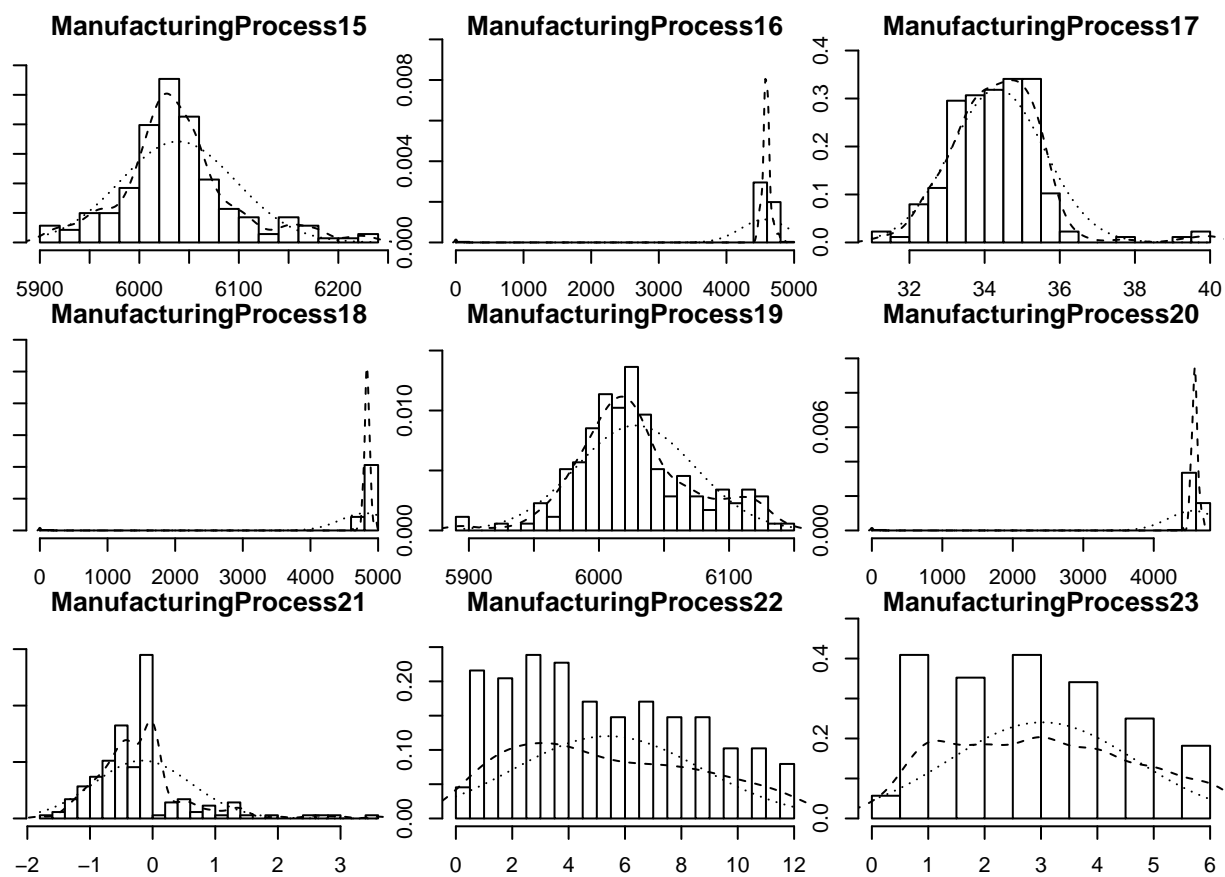 ManufacturingProcess15
5900 6000 6100 6200
ManufacturingProcess16
0.000 0.004 0.008
0 1000 2000 3000 4000 5000
ManufacturingProcess17
0.0 0.1 0.2 0.3 0.4
32 34 36 38 40
ManufacturingProcess18
0 1000 2000 3000 4000 5000
ManufacturingProcess19
0.000 0.010
5900 6000 6100
ManufacturingProcess20
0.000 0.006
0 1000 2000 3000 4000
ManufacturingProcess21
−2 −1 0 1 2 3
ManufacturingProcess22
0.00 0.10 0.20
0 2 4 6 8 10 12
ManufacturingProcess23
0.0 0.2 0.4
0 1 2 3 4 5 6